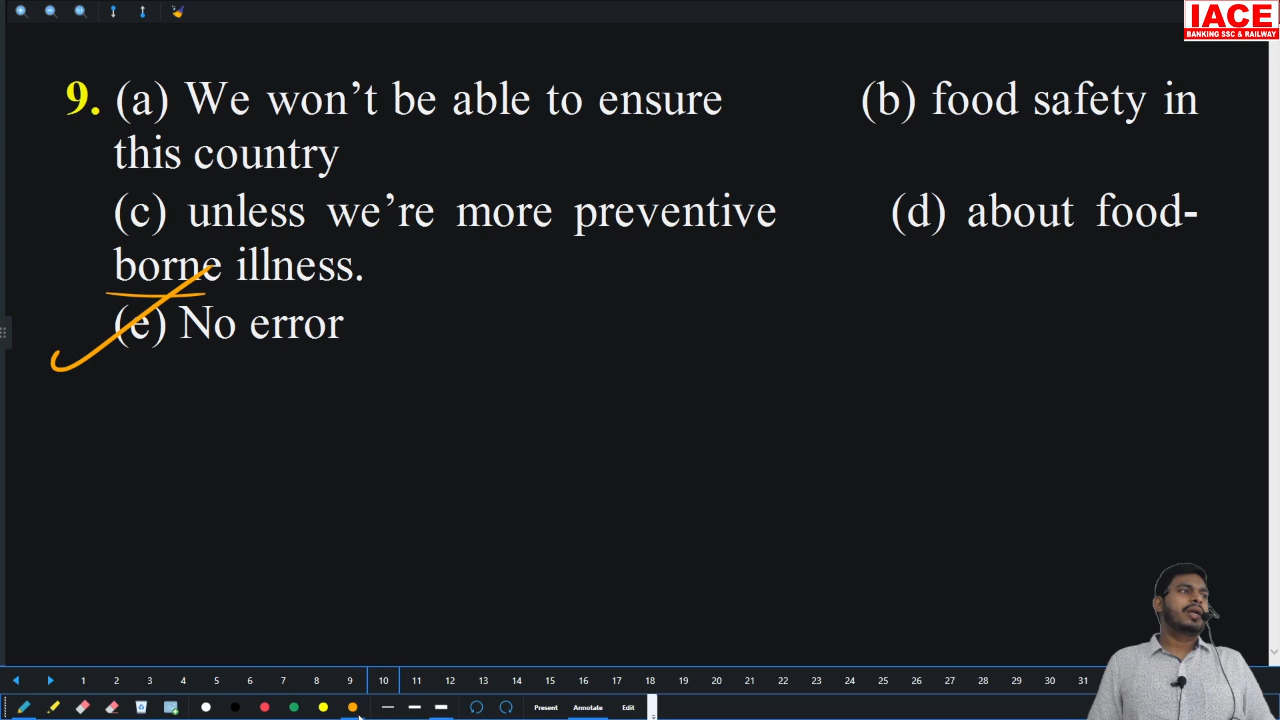 IACE
BANKING SSC & RAILWAY
9. (a) We won’t be able to ensure (b) food safety in
this country
(c) unless we’re more preventive (d) about food-
borne illness.
(e) No error
1 2 3 4 5 6 7 8 9 10 11 12 13 14 15 16 17 18 19 20 21 22 23 24 25 26 27 28 29 30 31
Present Annotate Edit